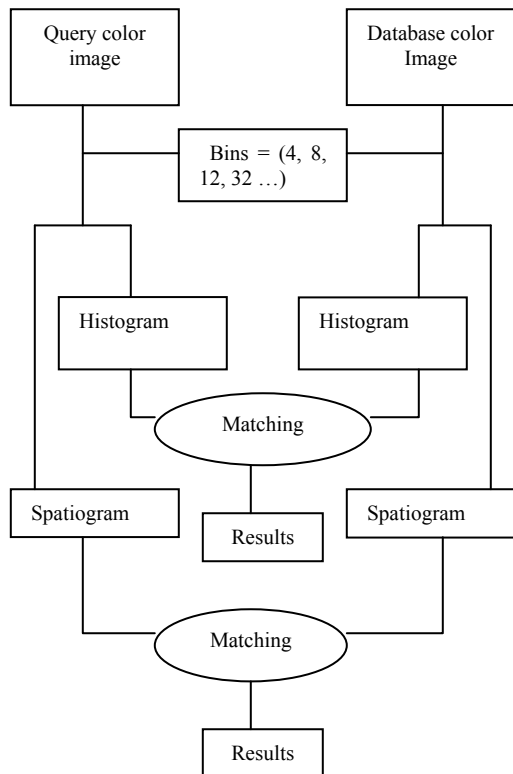 Query color
image
Database color
Image
Bins = (4, 8,
12, 32 ...)
Histogram
Histogram
Matching
Spatiogram
Spatiogram
Results
Matching
Results